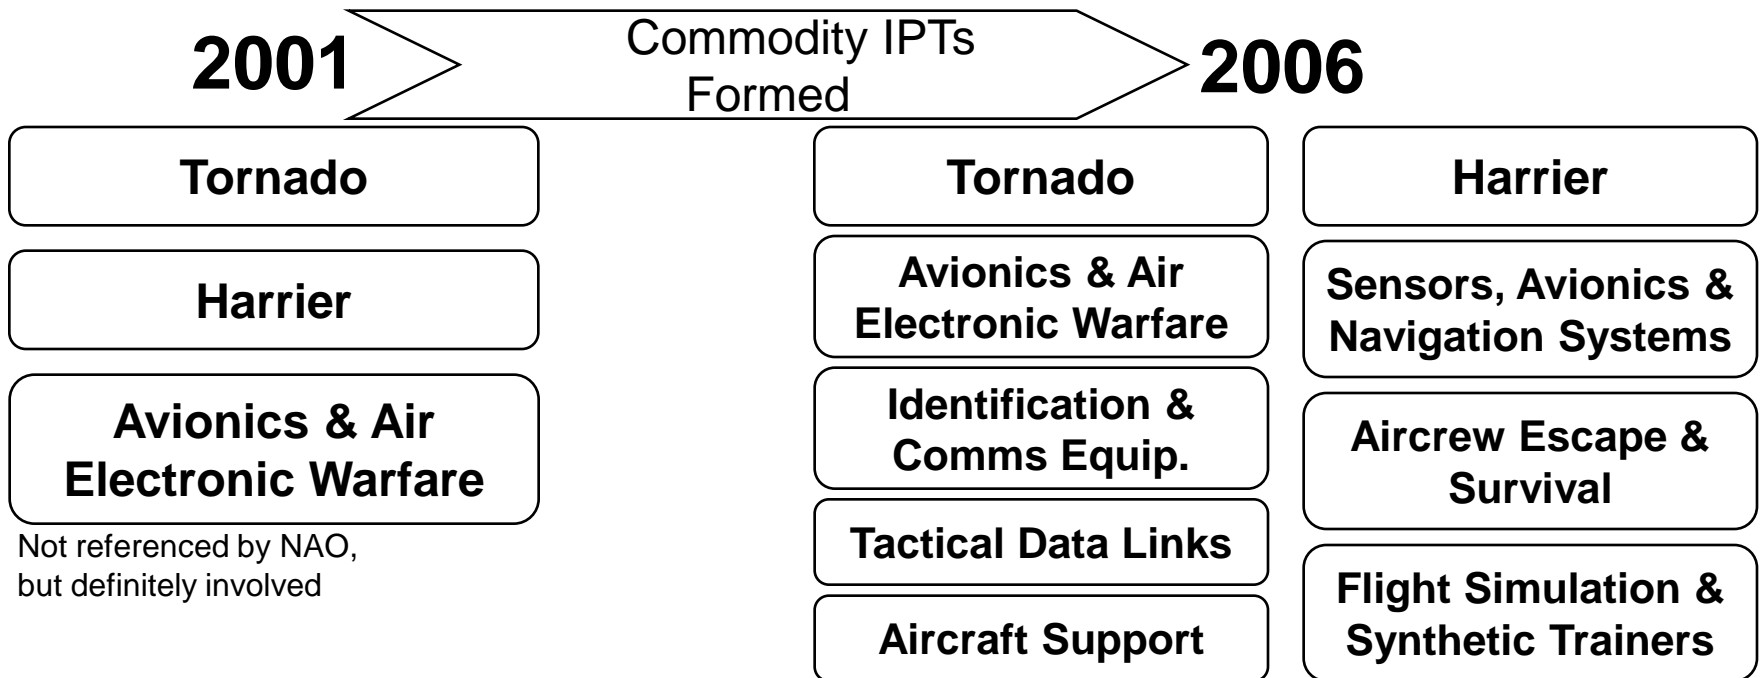 2001
Commodity IPTs
Formed
2006
Tornado
Harrier
Avionics & Air
Electronic Warfare
Not referenced by NAO,
but definitely involved
Tornado
Avionics & Air
Electronic Warfare
Identification &
Comms Equip.
Tactical Data Links
Aircraft Support
Harrier
Sensors, Avionics &
Navigation Systems
Aircrew Escape &
Survival
Flight Simulation &
Synthetic Trainers